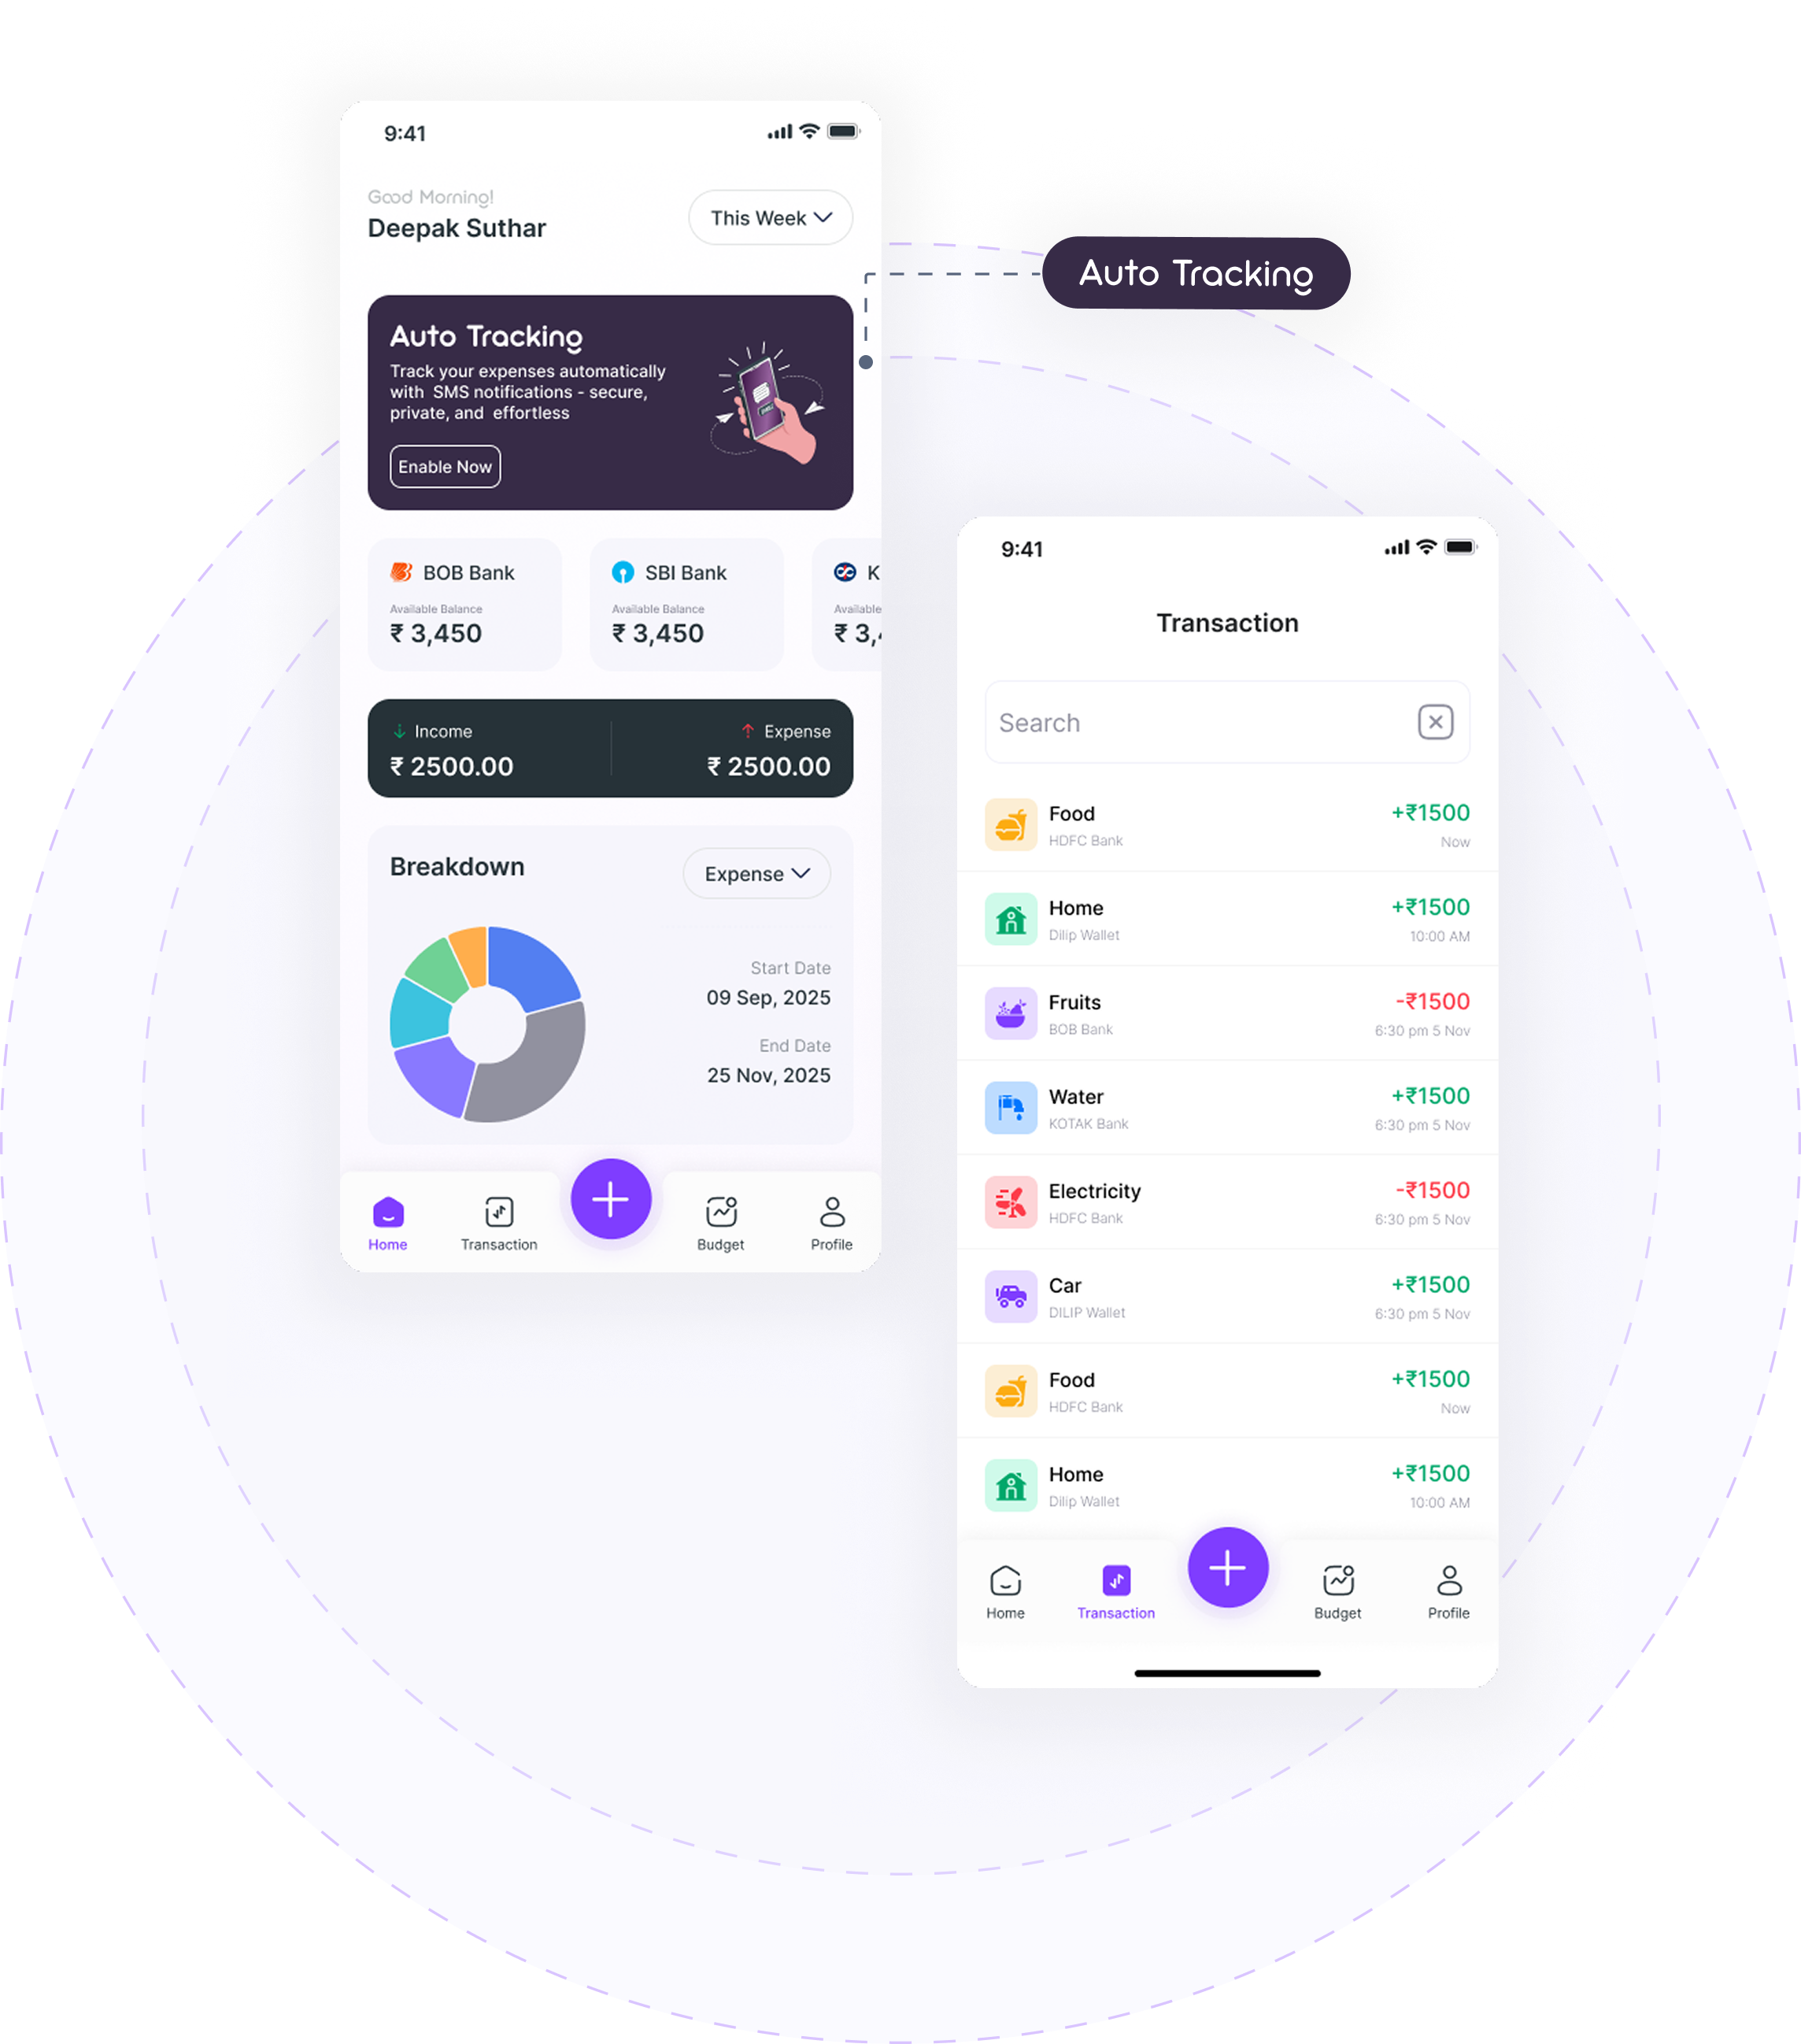 9:41
Good Morning!
Deepak Suthar
This Week
Auto Tracking
Auto Tracking
Track your expenses automatically
with SMS notifications - secure,
private, and effortless
Enable Now
BOB Bank
Available Balance
₹ 3,450
SBI Bank
Available Balance
₹ 3,450
K
Available
₹ 3,4
Income
₹ 2500.00
Expense
₹ 2500.00
Breakdown
Expense
Start Date
09 Sep, 2025
End Date
25 Nov, 2025
Home
Transaction
Budget
Profile
9:41
Transaction
Search
Food
+₹1500
HDFC Bank
Now
Home
+₹1500
Dilip Wallet
10:00 AM
Fruits
-₹1500
BOB Bank
6:30 pm 5 Nov
Water
+₹1500
KOTAK Bank
6:30 pm 5 Nov
Electricity
-₹1500
HDFC Bank
6:30 pm 5 Nov
Car
+₹1500
DILIP Wallet
6:30 pm 5 Nov
Food
+₹1500
HDFC Bank
Now
Home
+₹1500
Dilip Wallet
10:00 AM
Home
Transaction
Budget
Profile